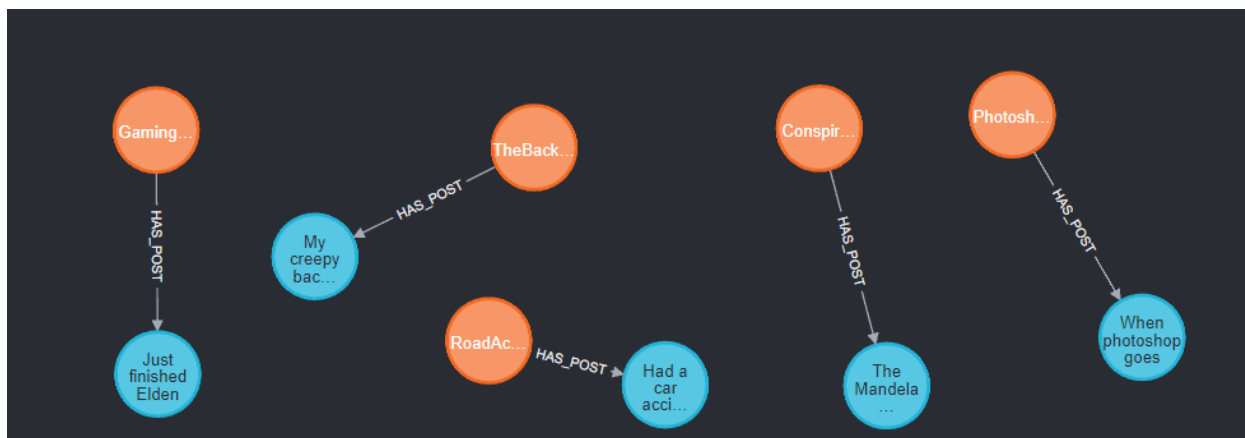 Gaming...
HAS_POST
Just
finished
Elden
TheBack...
HAS_POST
My
creepy
bac...
RoadAc...
HAS_POST
Had a
car
acci...
Conspir...
HAS_POST
The
Mandela
...
Photosh...
HAS_POST
When
photoshop
goes